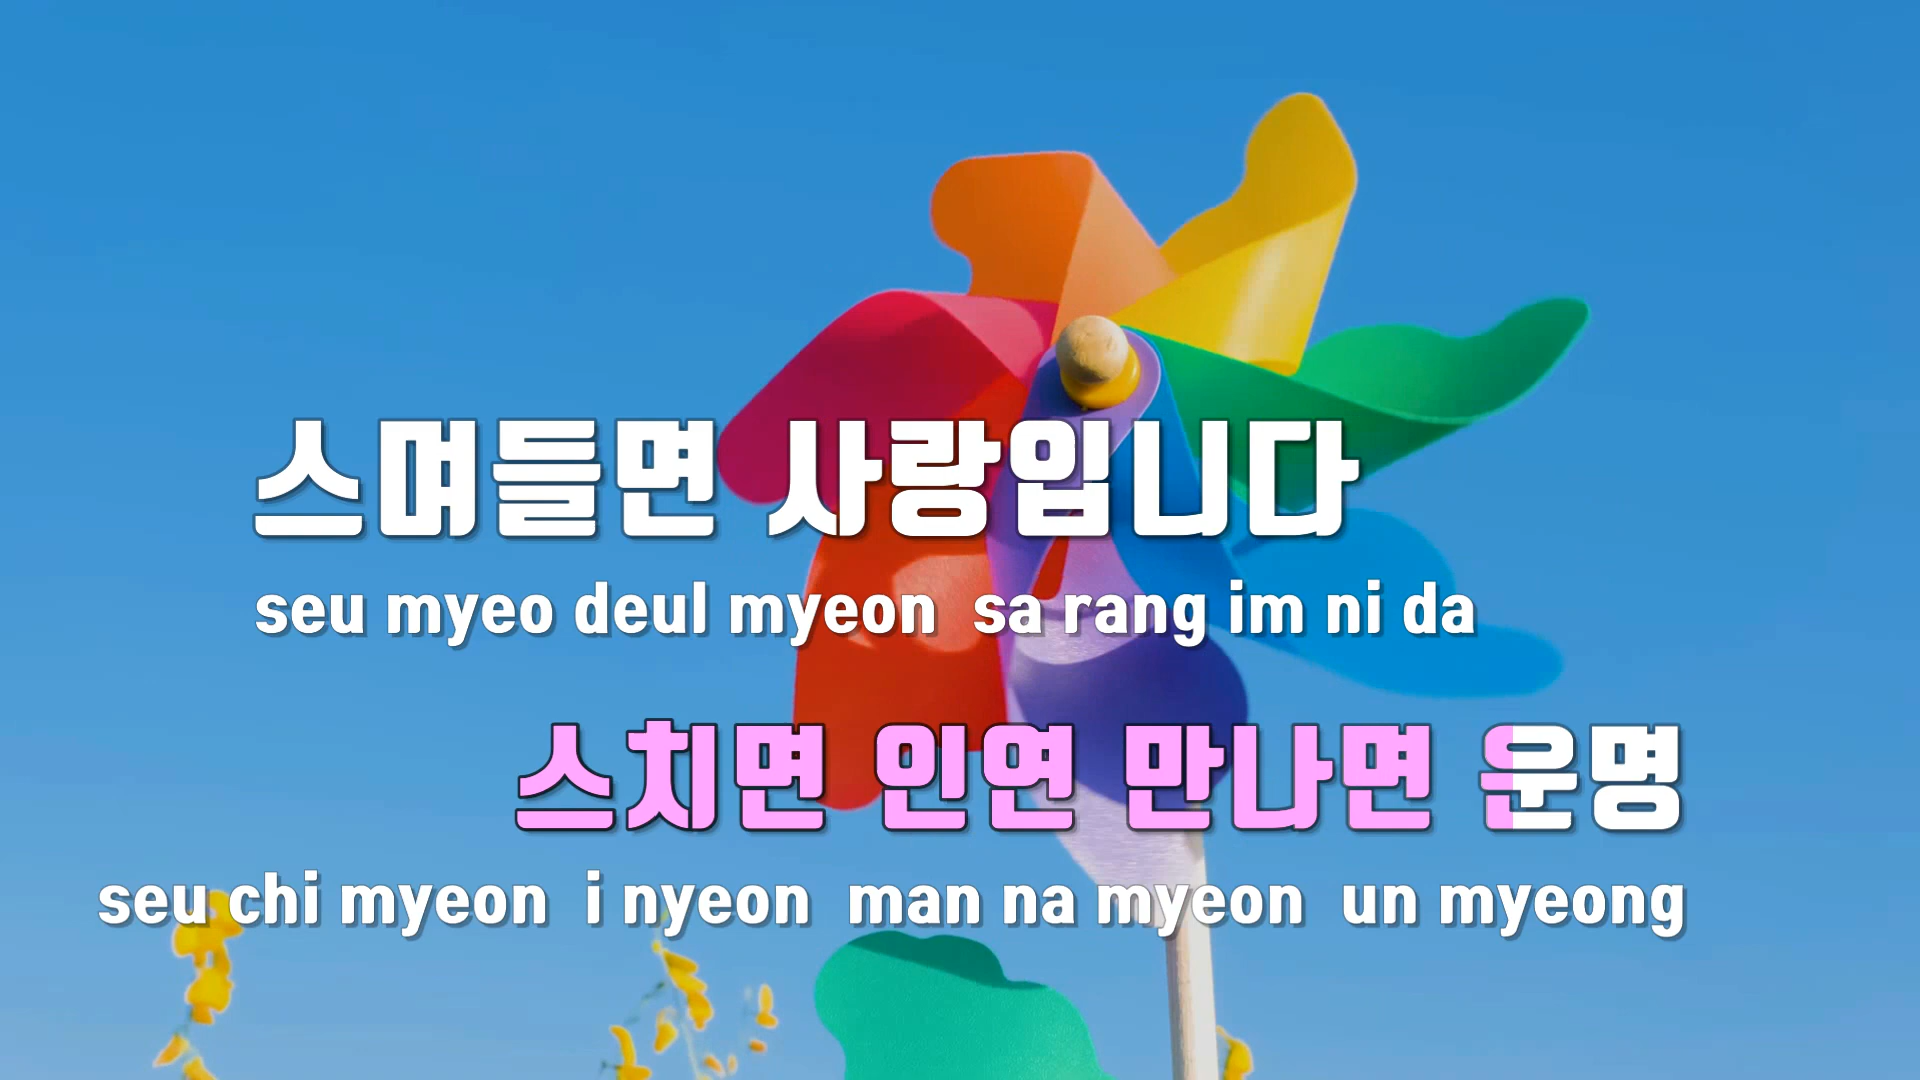 스며들면 사랑입니다
seu myeo deul myeon sa rang im ni da
스치면 인연 만나면 운명
seu chi myeon i nyeon man na myeon un myeong